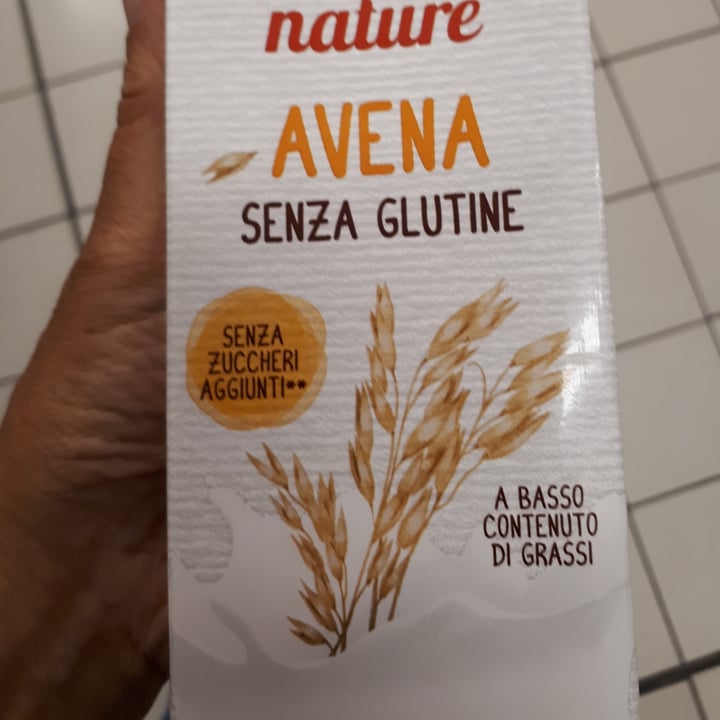 nature
AVENA
SENZA GLUTINE
SENZA
ZUCCHERI
AGGIUNTI**
A BASSO
CONTENUTO
DI GRASSI